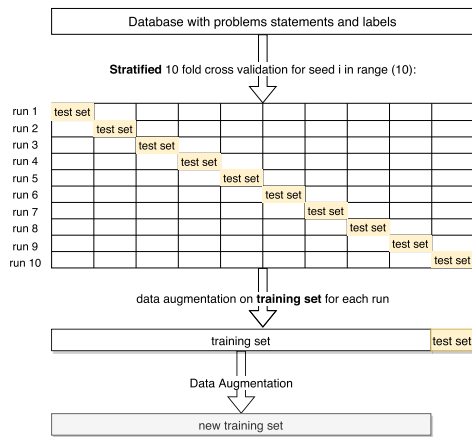 Database with problems statements and labels
Stratified 10 fold cross validation for seed i in range (10):
run 1 test set
run 2 test set
run 3 test set
run 4 test set
run 5 test set
run 6 test set
run 7 test set
run 8 test set
run 9 test set
run 10 test set
data augmentation on training set for each run
training set test set
Data Augmentation
new training set